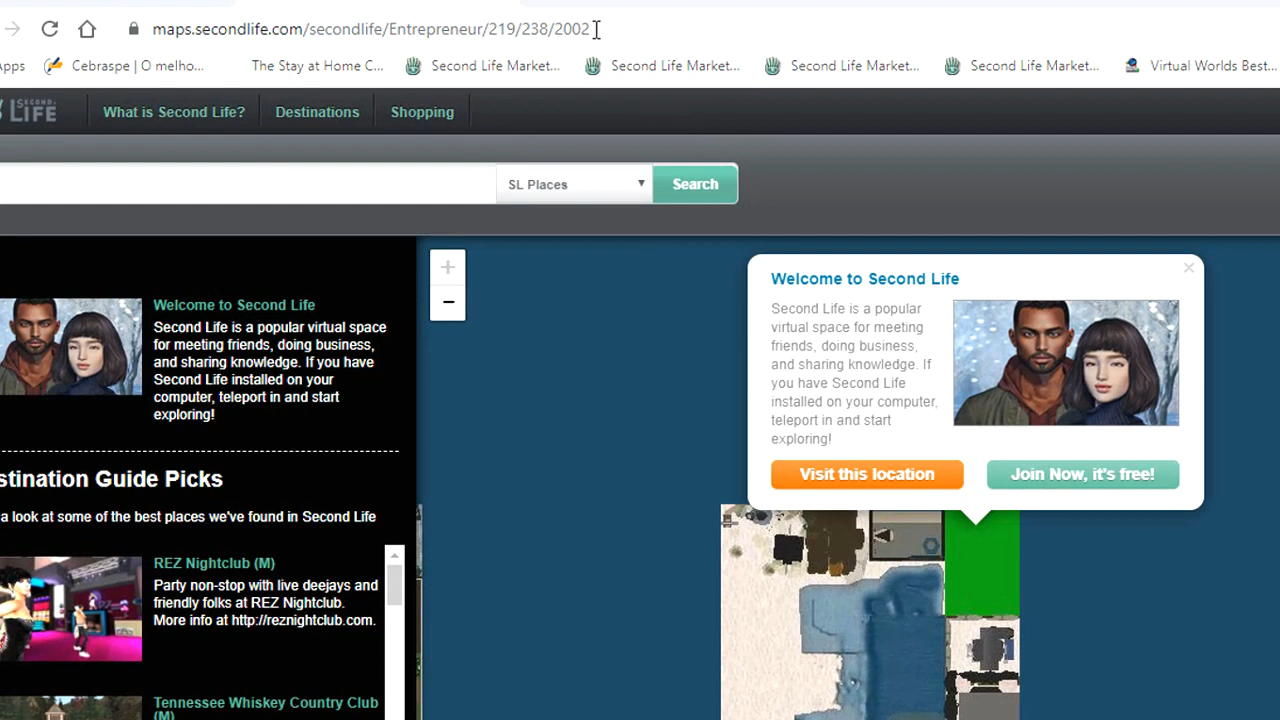 maps.secondlife.com/secondlife/Entrepreneur/219/238/2002
Apps
Cebraspe | O melho...
The Stay at Home C...
Second Life Market...
Second Life Market...
Second Life Market...
Second Life Market...
Virtual Worlds Best...
SECOND
LIFE
What is Second Life?
Destinations
Shopping
SL Places
Search
+
−
Welcome to Second Life
Second Life is a popular virtual space
for meeting friends, doing business,
and sharing knowledge. If you have
Second Life installed on your
computer, teleport in and start
exploring!
stination Guide Picks
a look at some of the best places we've found in Second Life
REZ Nightclub (M)
Party non-stop with live deejays and
friendly folks at REZ Nightclub.
More info at http://reznightclub.com.
Tennessee Whiskey Country Club
(M)
Welcome to Second Life
×
Second Life is a popular
virtual space for meeting
friends, doing business,
and sharing knowledge. If
you have Second Life
installed on your computer,
teleport in and start
exploring!
Visit this location
Join Now, it's free!